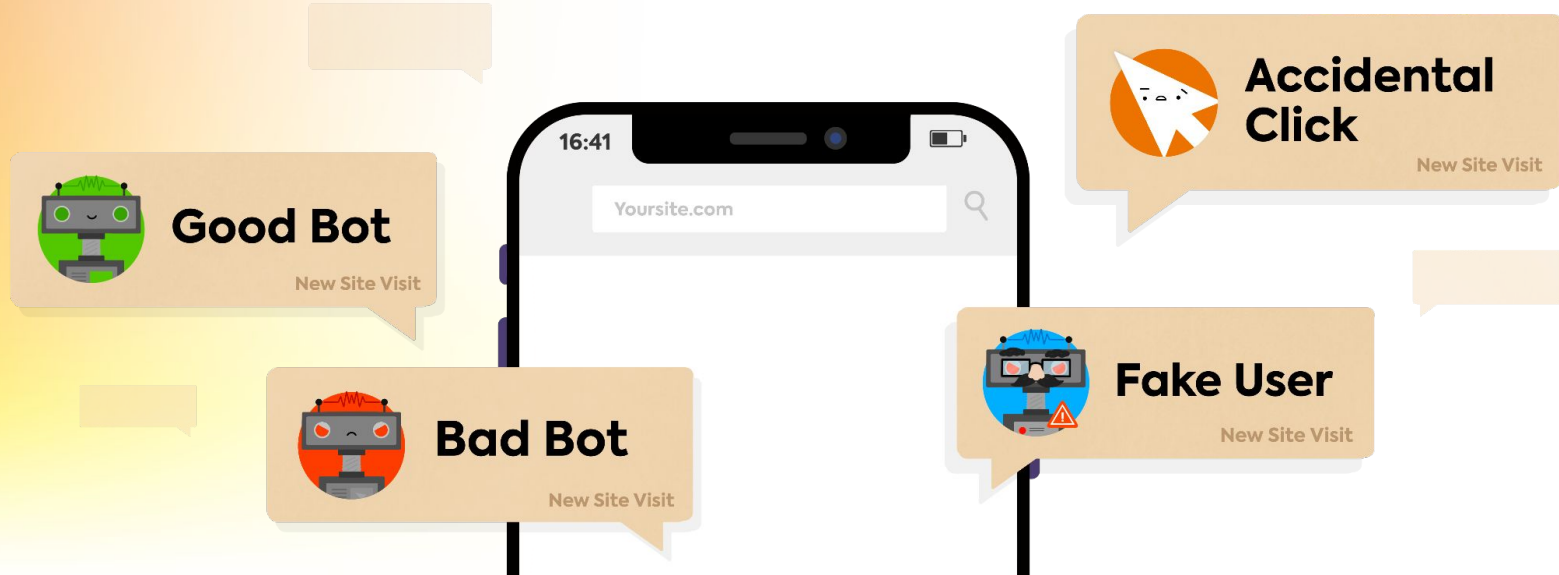 16:41
Yoursite.com
Accidental
Click
New Site Visit
Good Bot
New Site Visit
Fake User
New Site Visit
Bad Bot
New Site Visit